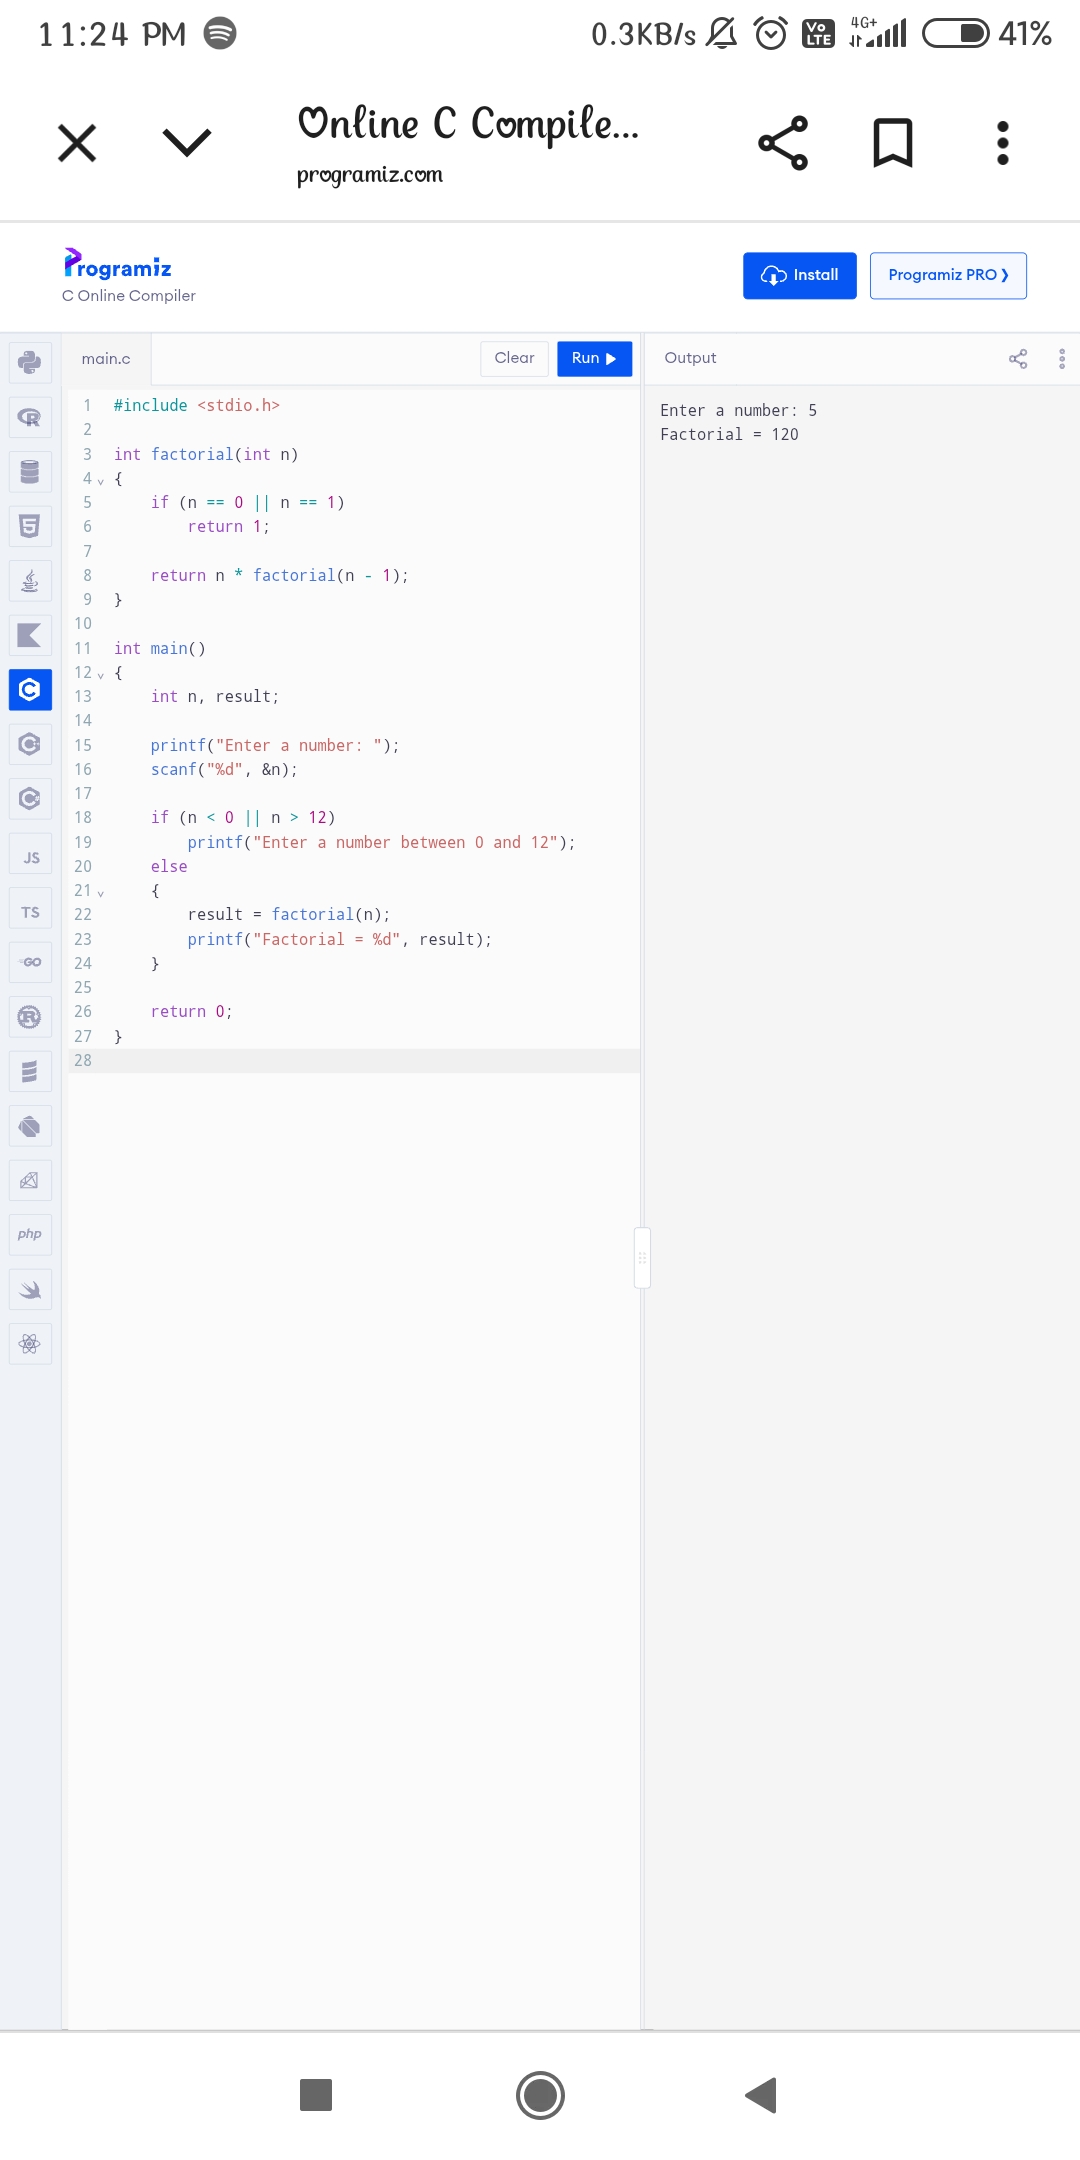 11:24 PM
0.3KB/s VoLTE 4G+ 41%
Online C Compile...
programiz.com
Programiz
C Online Compiler
Install
Programiz PRO ❯
main.c
Clear
Run
Output
1 #include <stdio.h>
2
3 int factorial(int n)
4 {
5     if (n == 0 || n == 1)
6         return 1;
7
8     return n * factorial(n - 1);
9 }
10
11 int main()
12 {
13     int n, result;
14
15     printf("Enter a number: ");
16     scanf("%d", &n);
17
18     if (n < 0 || n > 12)
19         printf("Enter a number between 0 and 12");
20     else
21     {
22         result = factorial(n);
23         printf("Factorial = %d", result);
24     }
25
26     return 0;
27 }
28
Enter a number: 5
Factorial = 120
JS
TS
GO
php